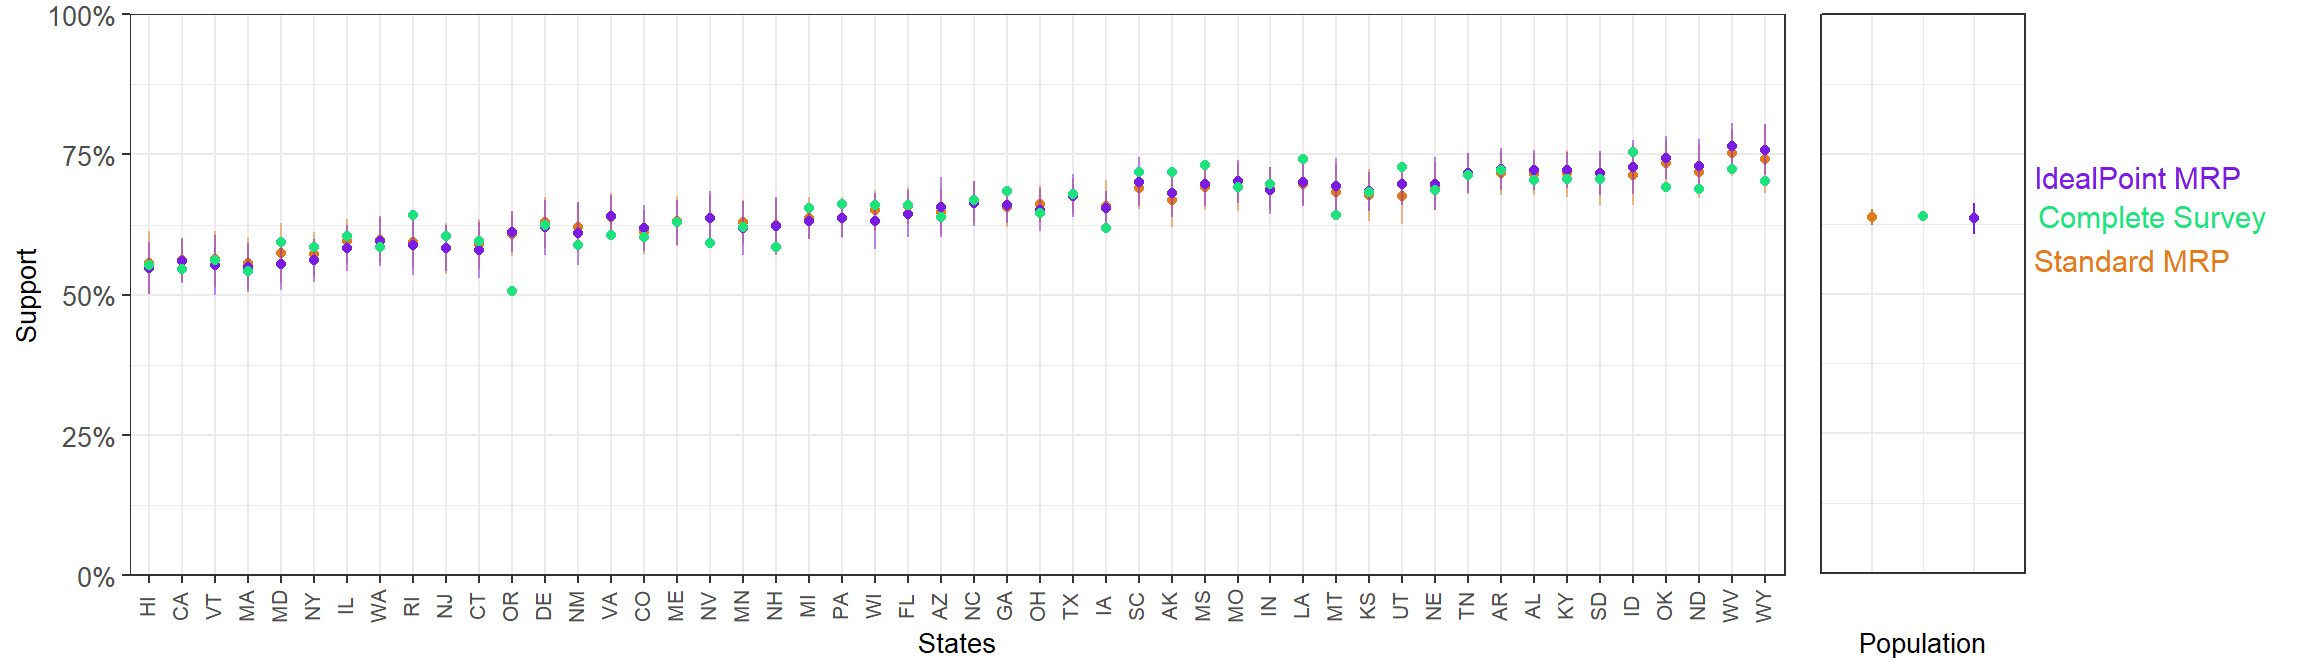 100%
75%
50%
25%
0%
Support
HI CA VT MA MD NY IL WA RI NJ CT OR DE NM VA CO ME NV MN NH MI PA WI FL AZ NC GA OH TX IA SC AK MS MO IN LA MT KS UT NE TN AR AL KY SD ID OK ND WV WY
States
Population
IdealPoint MRP
Complete Survey
Standard MRP